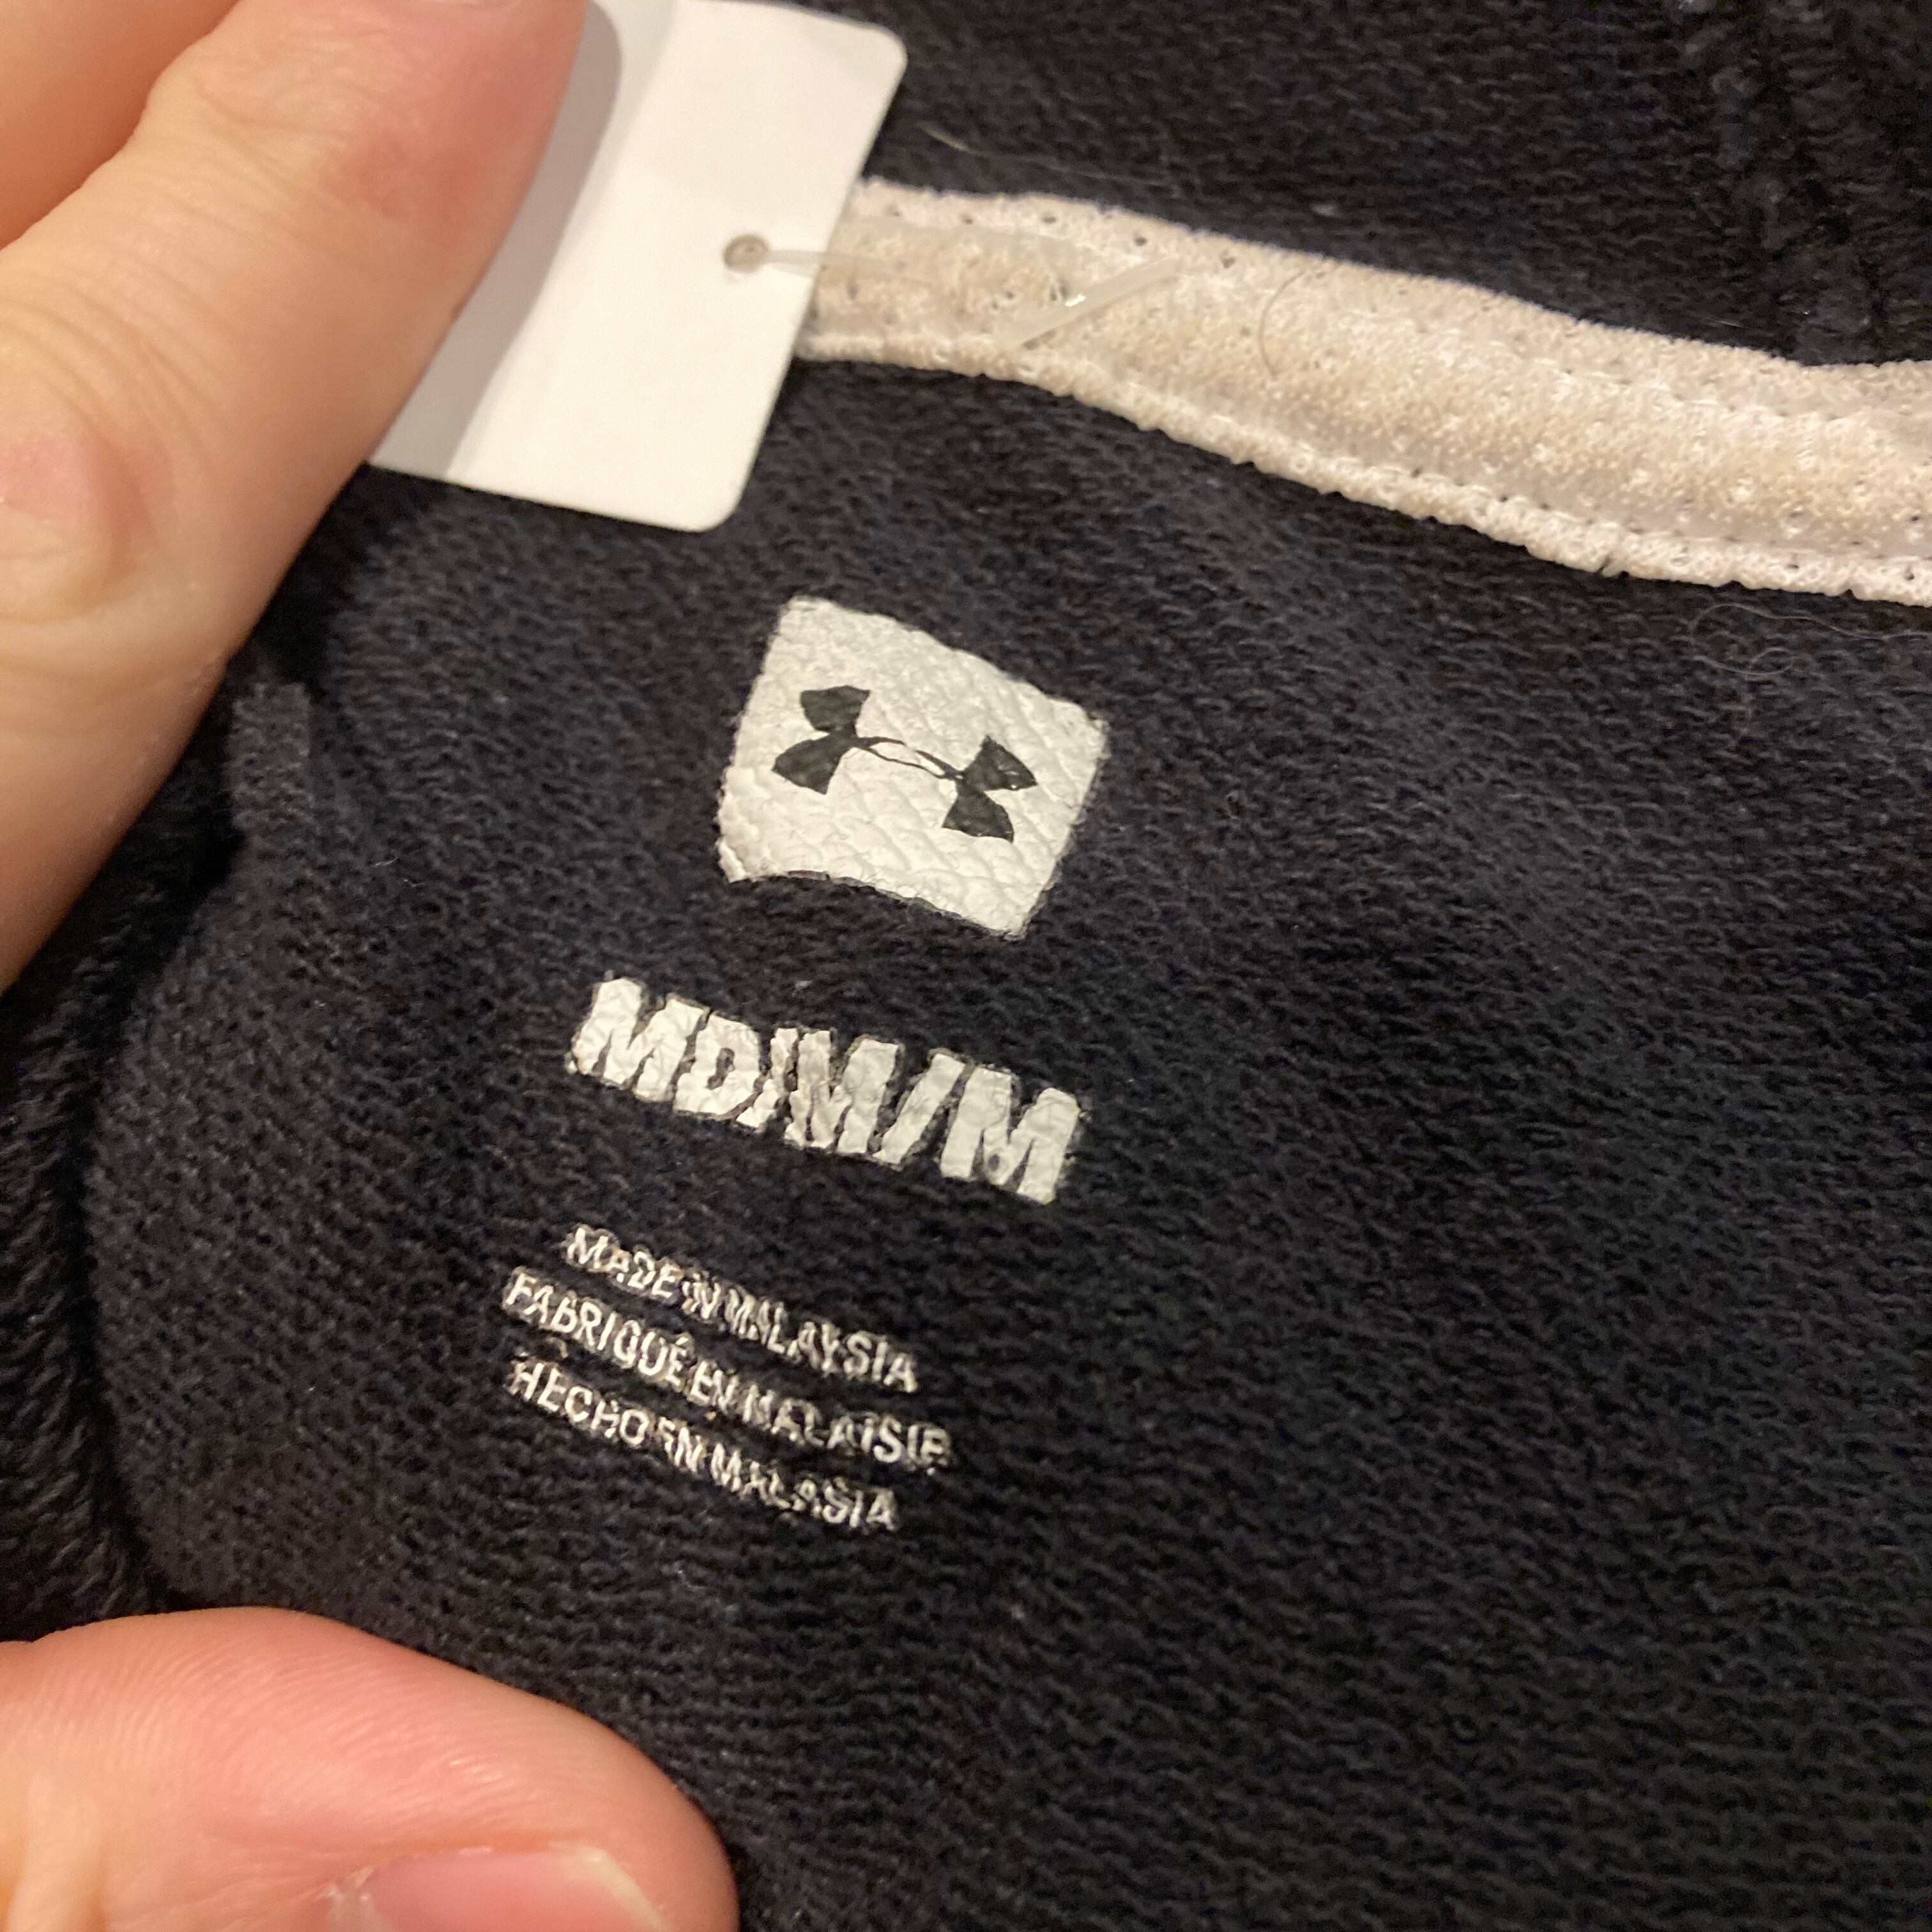 MD/M/M
MADE IN MALAYSIA
FABRIQUÉ EN MALAISIE
HECHO EN MALASIA